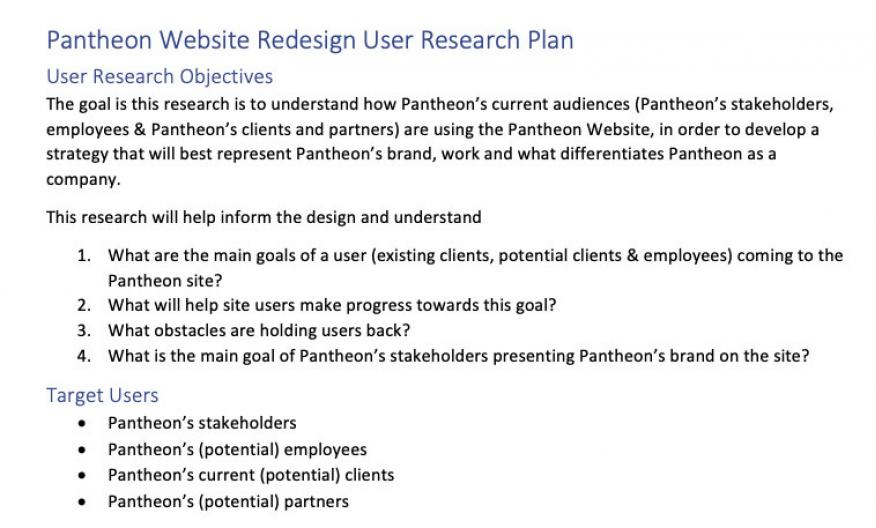 Pantheon Website Redesign User Research Plan
User Research Objectives
The goal is this research is to understand how Pantheon's current audiences (Pantheon's stakeholders,
employees & Pantheon's clients and partners) are using the Pantheon Website, in order to develop a
strategy that will best represent Pantheon's brand, work and what differentiates Pantheon as a
company.
This research will help inform the design and understand
1. What are the main goals of a user (existing clients, potential clients & employees) coming to the
Pantheon site?
2. What will help site users make progress towards this goal?
3. What obstacles are holding users back?
4. What is the main goal of Pantheon's stakeholders presenting Pantheon's brand on the site?
Target Users
• Pantheon's stakeholders
• Pantheon's (potential) employees
• Pantheon's current (potential) clients
• Pantheon's (potential) partners